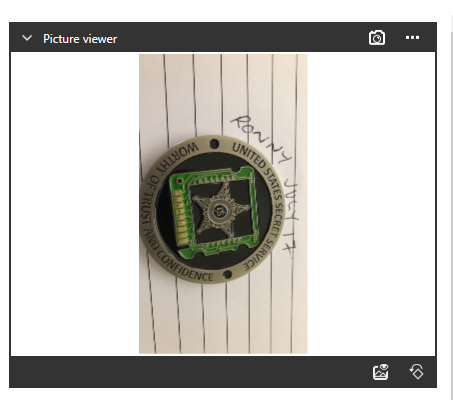 Picture viewer
RONNY JULY 17
UNITED STATES SECRET SERVICE
WORTHY OF TRUST AND CONFIDENCE